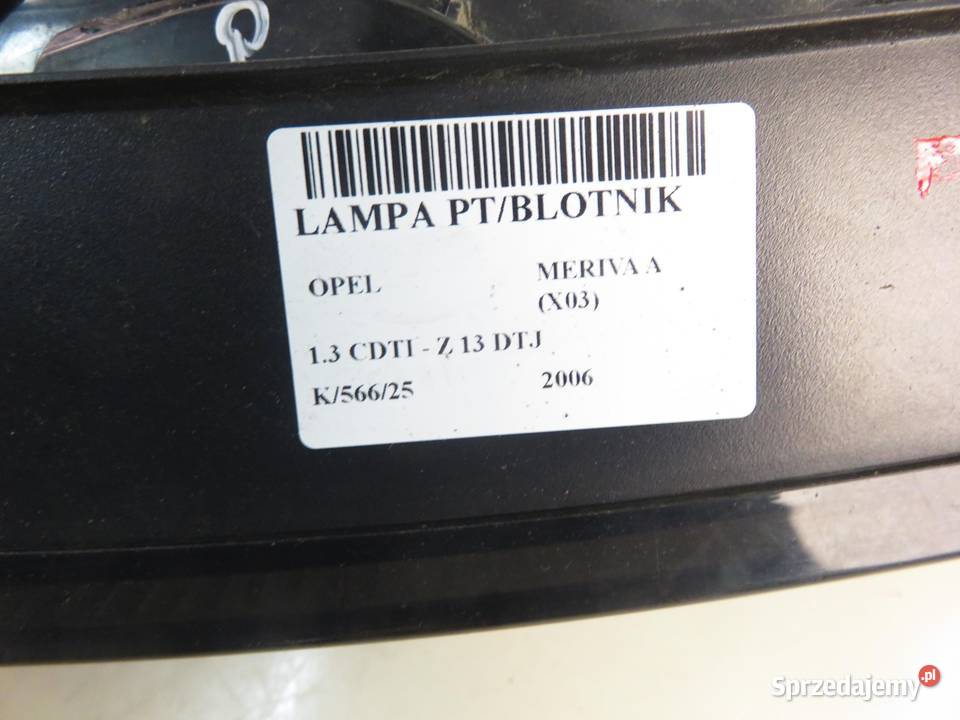 LAMPA PT/BLOTNIK
OPEL MERIVA A
(X03)
1.3 CDTI - Z 13 DTJ
K/566/25 2006
Sprzedajemy.pl